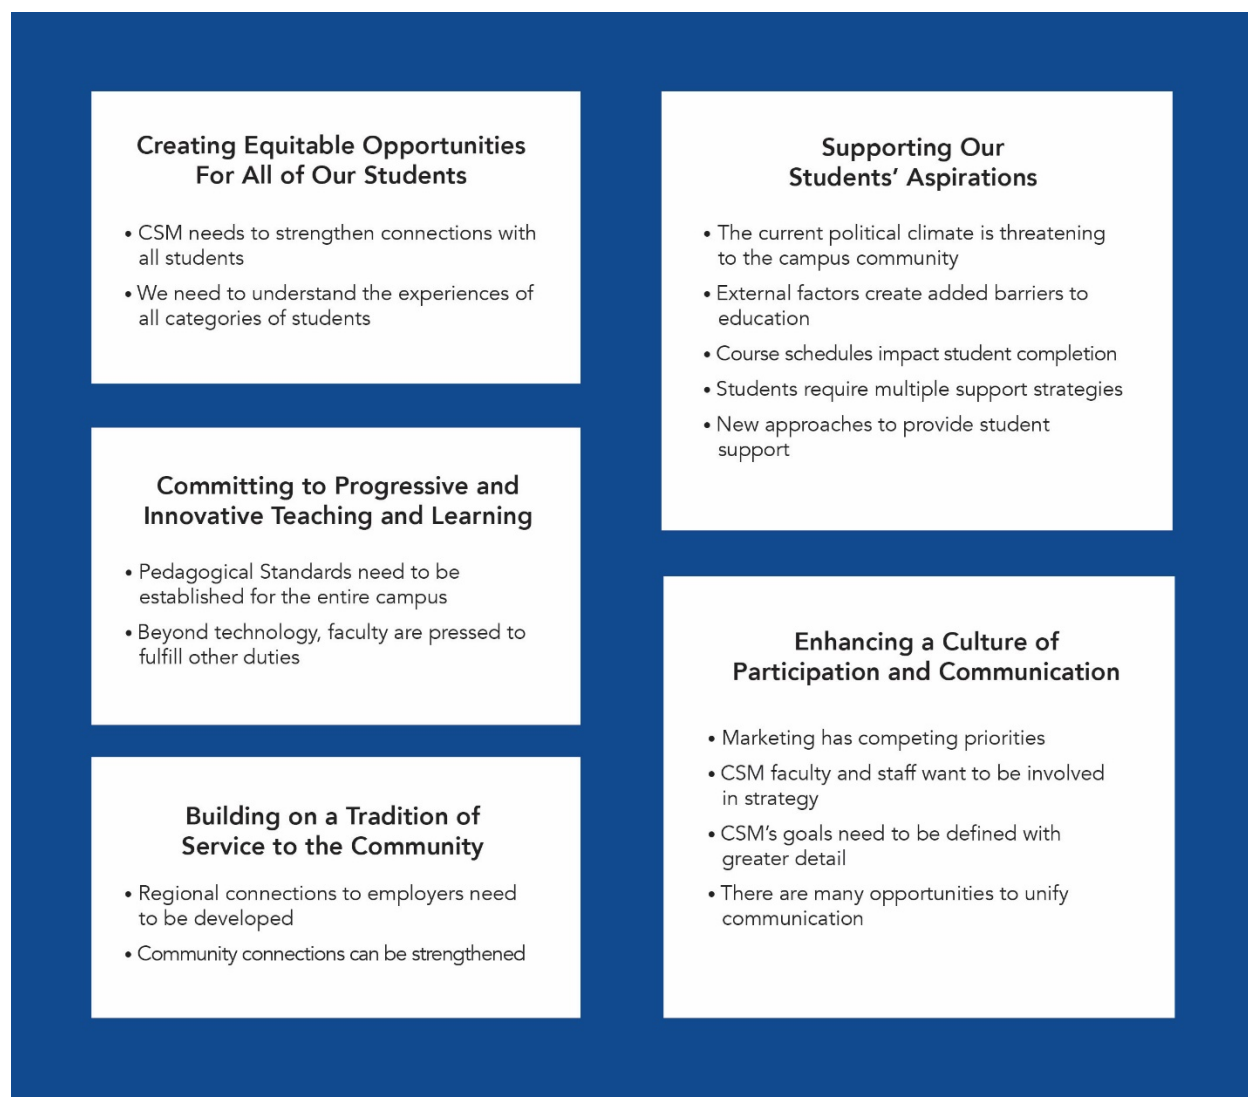 Creating Equitable Opportunities
For All of Our Students
• CSM needs to strengthen connections with
all students
• We need to understand the experiences of
all categories of students
Committing to Progressive and
Innovative Teaching and Learning
• Pedagogical Standards need to be
established for the entire campus
• Beyond technology, faculty are pressed to
fulfill other duties
Building on a Tradition of
Service to the Community
• Regional connections to employers need
to be developed
• Community connections can be strengthened
Supporting Our
Students’ Aspirations
• The current political climate is threatening
to the campus community
• External factors create added barriers to
education
• Course schedules impact student completion
• Students require multiple support strategies
• New approaches to provide student
support
Enhancing a Culture of
Participation and Communication
• Marketing has competing priorities
• CSM faculty and staff want to be involved
in strategy
• CSM’s goals need to be defined with
greater detail
• There are many opportunities to unify
communication